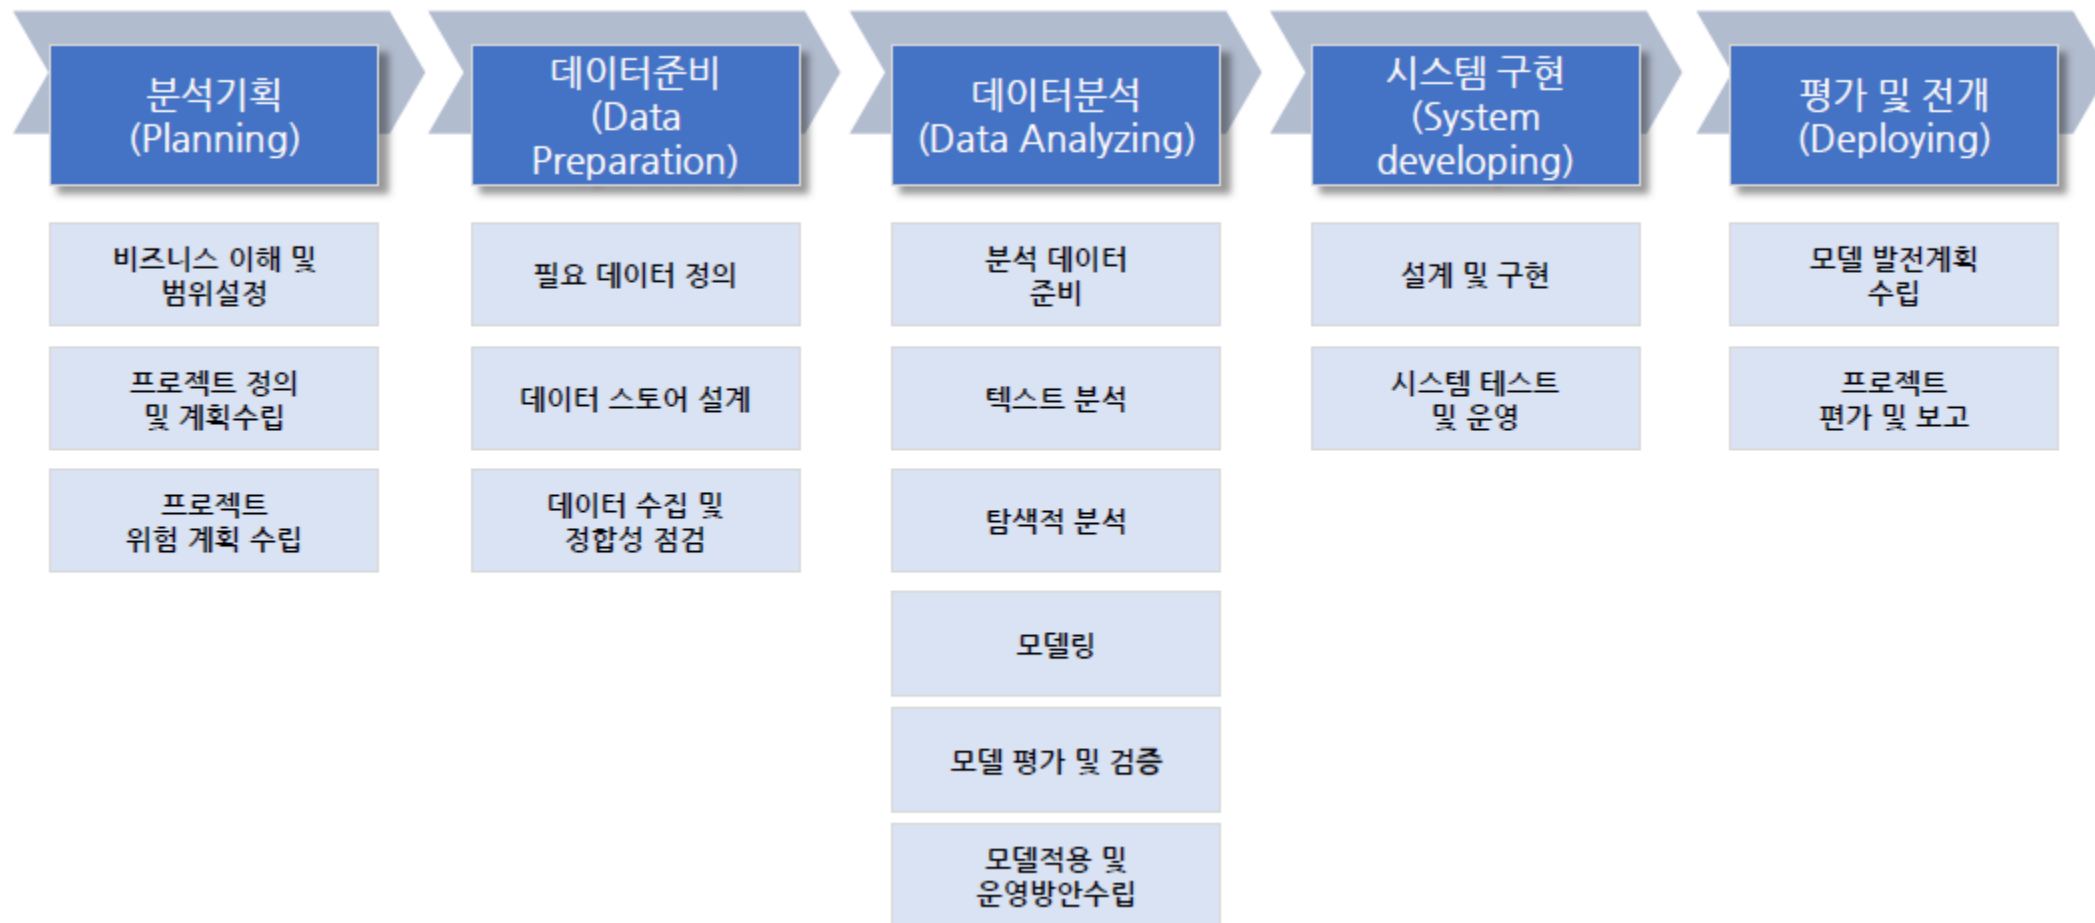 분석기획
(Planning)
비즈니스 이해 및
범위설정
프로젝트 정의
및 계획수립
프로젝트
위험 계획 수립
데이터준비
(Data
Preparation)
필요 데이터 정의
데이터 스토어 설계
데이터 수집 및
정합성 점검
데이터분석
(Data Analyzing)
분석 데이터
준비
텍스트 분석
탐색적 분석
모델링
모델 평가 및 검증
모델적용 및
운영방안수립
시스템 구현
(System
developing)
설계 및 구현
시스템 테스트
및 운영
평가 및 전개
(Deploying)
모델 발전계획
수립
프로젝트
편가 및 보고